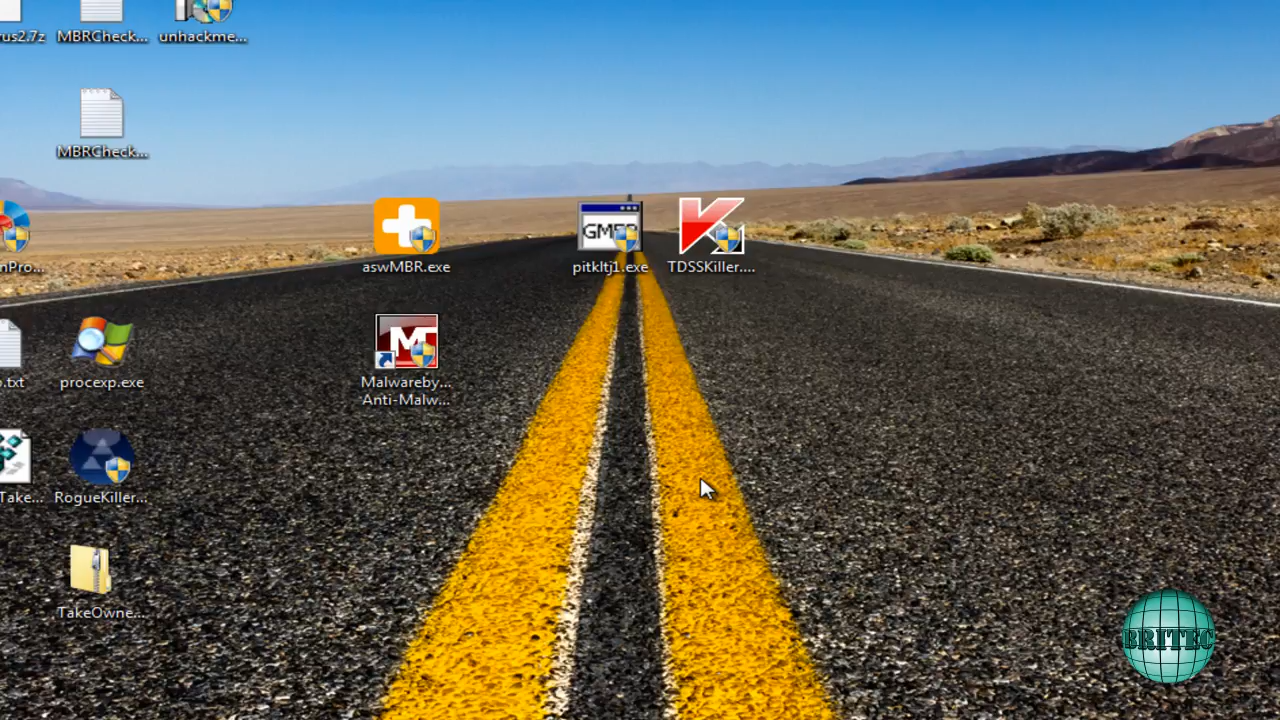 rus2.7z
MBRCheck...
unhackme...
MBRCheck...
nPro...
aswMBR.exe
GMER
pitkltj1.exe
TDSSKiller....
.txt
procexp.exe
Malwareby...
Anti-Malw...
Take...
RogueKiller...
TakeOwne...
BRITEC